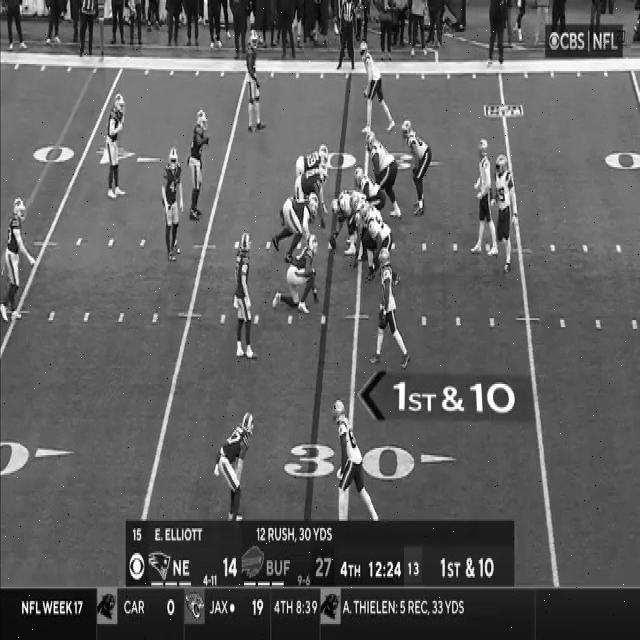 CBS NFL
1ST & 10
3 0
15 E. ELLIOTT 12 RUSH, 30 YDS
NE 4-11 14 BUF 9-6 27 4TH 12:24 13 1ST & 10
NFL WEEK 17 CAR 0 JAX 19 4TH 8:39 A. THIELEN: 5 REC, 33 YDS